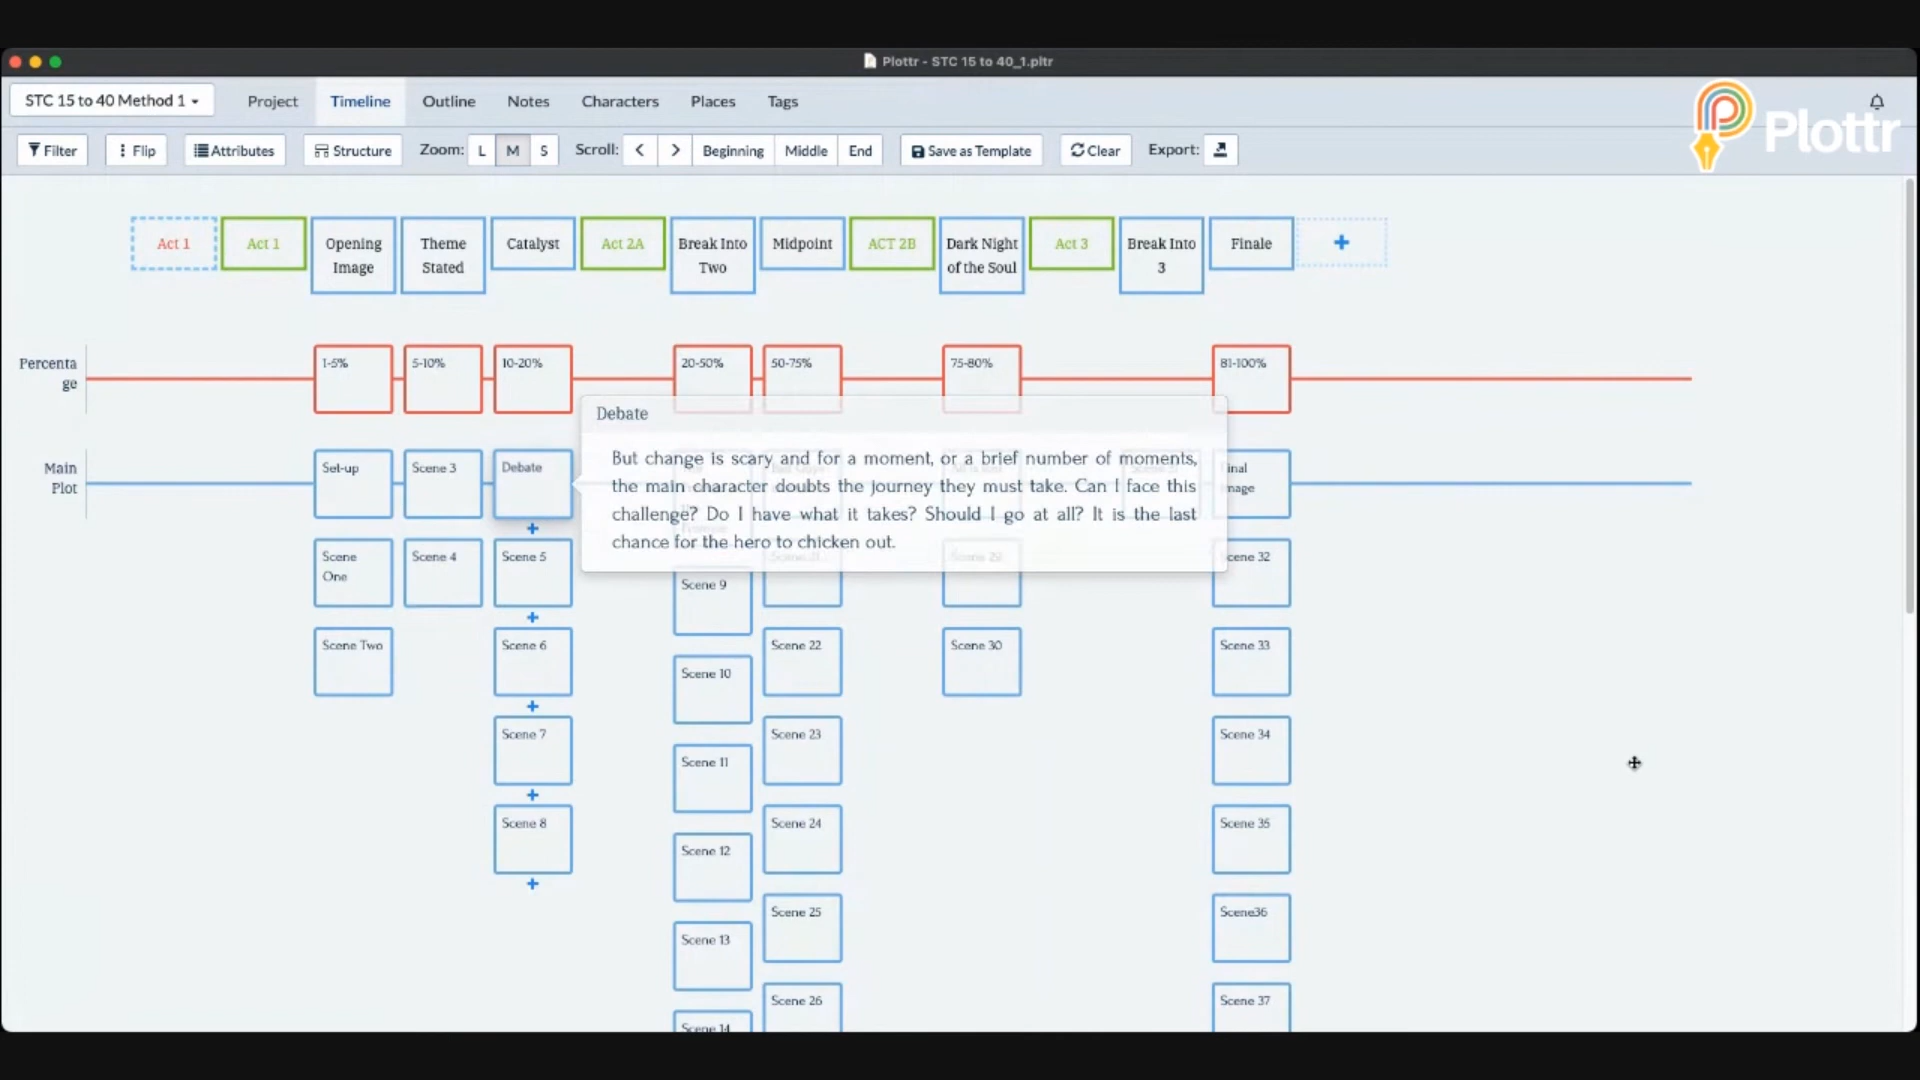 Plottr - STC 15 to 40_1.pltr
STC 15 to 40 Method 1
Project
Timeline
Outline
Notes
Characters
Places
Tags
Plottr
Filter
Flip
Attributes
Structure
Zoom:
L
M
S
Scroll:
Beginning
Middle
End
Save as Template
Clear
Export:
Act 1
Act 1
Opening
Image
Theme
Stated
Catalyst
Act 2A
Break Into
Two
Midpoint
ACT 2B
Dark Night
of the Soul
Act 3
Break Into
3
Finale
Percenta
ge
1-5%
5-10%
10-20%
20-50%
50-75%
75-80%
81-100%
Debate
But change is scary and for a moment, or a brief number of moments,
the main character doubts the journey they must take. Can I face this
challenge? Do I have what it takes? Should I go at all? It is the last
chance for the hero to chicken out.
Main
Plot
Set-up
Scene 3
Debate
inal
mage
Scene
One
Scene 4
Scene 5
Scene 9
Scene 29
cene 32
Scene Two
Scene 6
Scene 10
Scene 22
Scene 30
Scene 33
Scene 7
Scene 11
Scene 23
Scene 34
Scene 8
Scene 12
Scene 24
Scene 35
Scene 13
Scene 25
Scene36
Scene 14
Scene 26
Scene 37